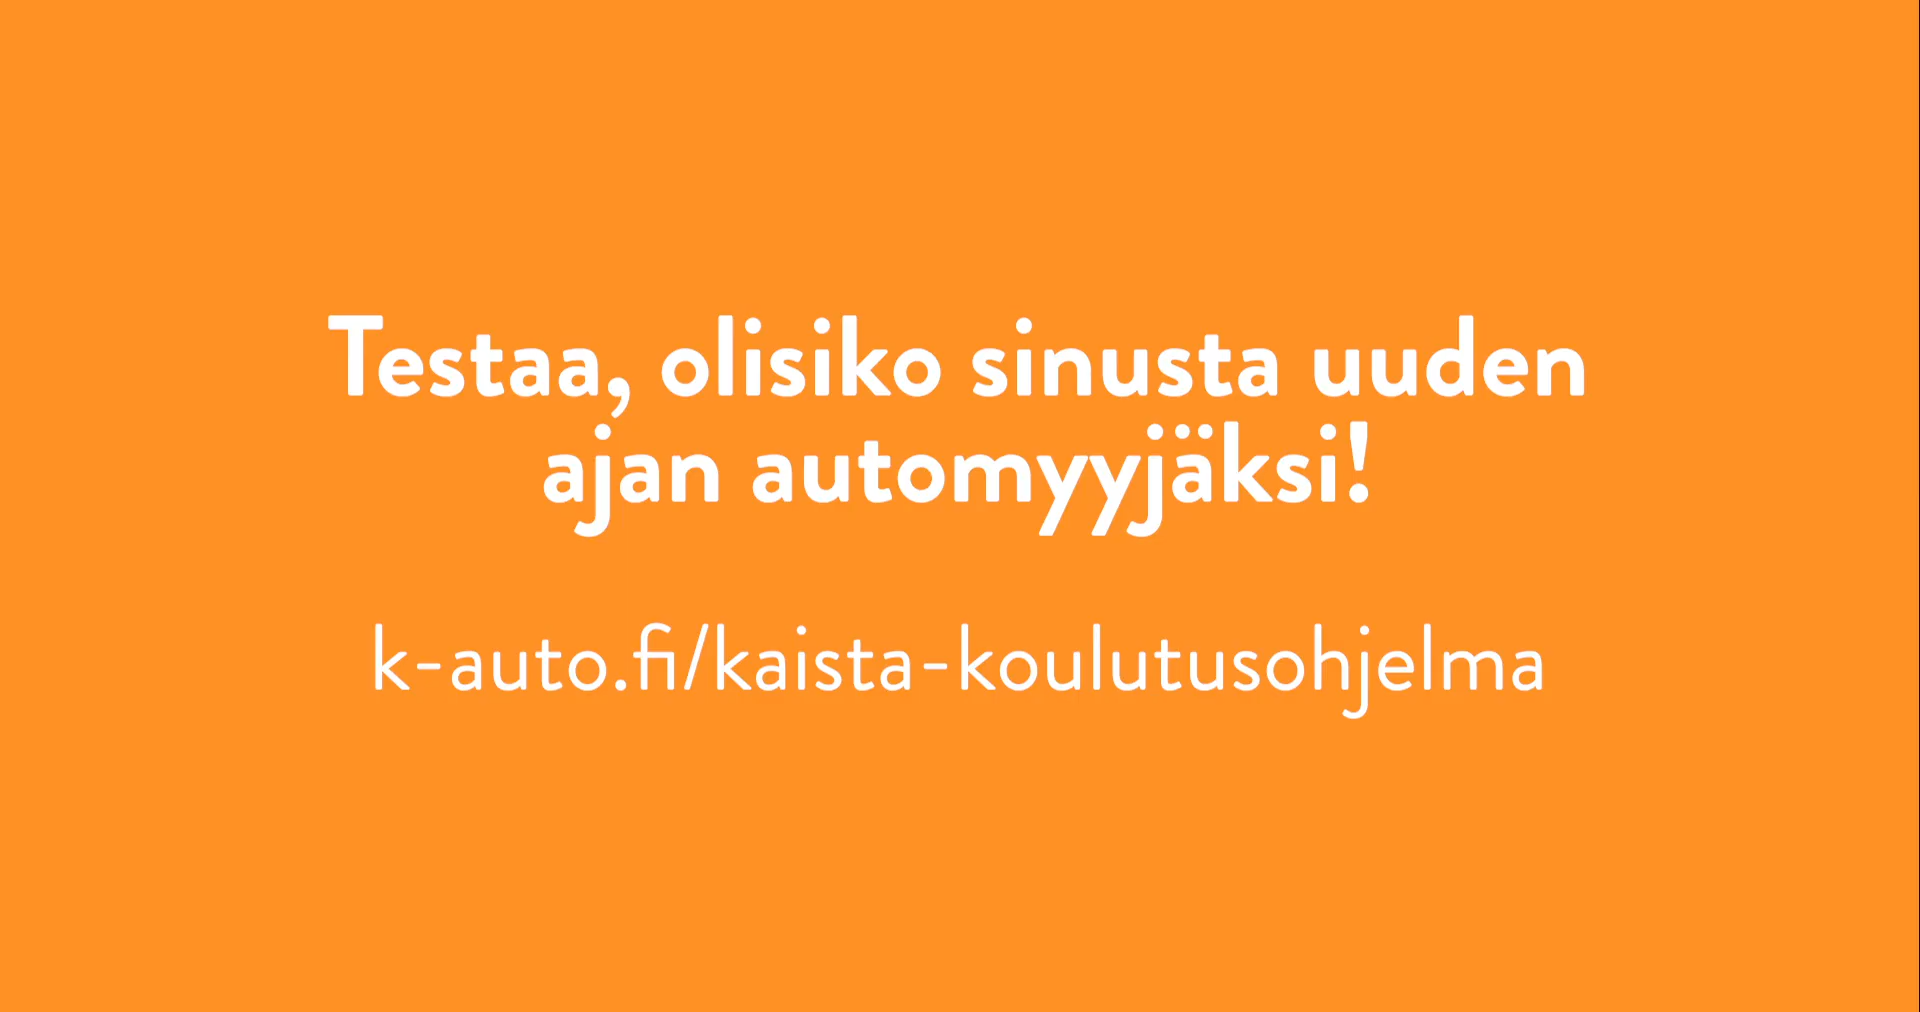 Testaa, olisiko sinusta uuden
ajan automyyjäksi!
k-auto.fi/kaista-koulutusohjelma